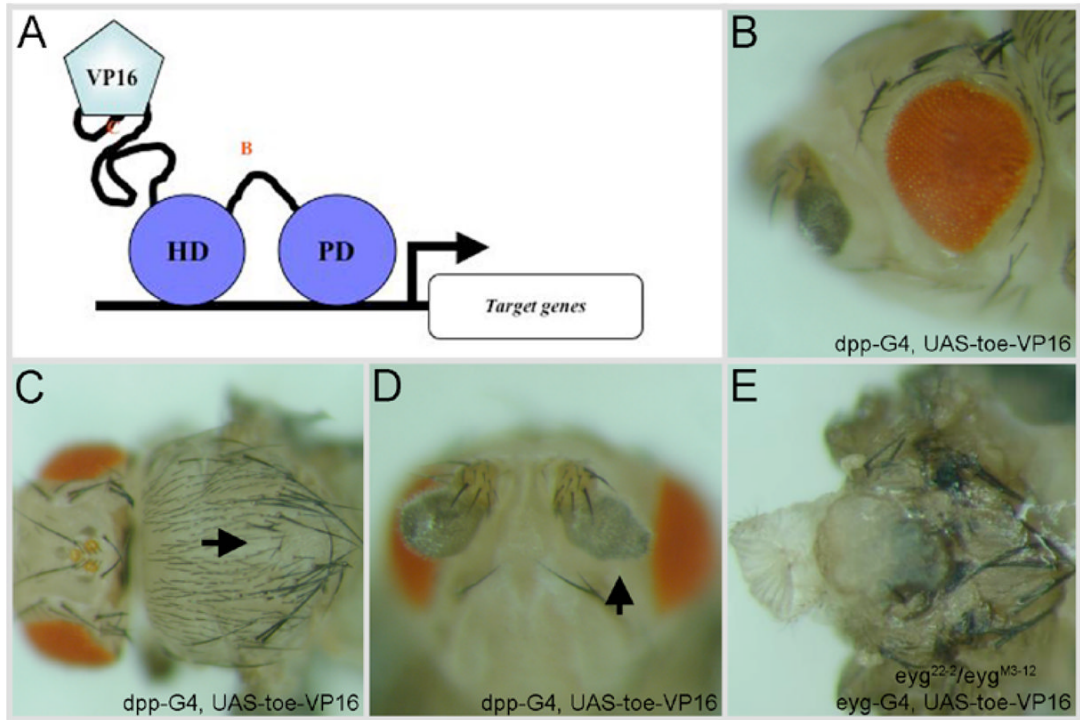 A
VP16
C
B
HD
PD
Target genes
B
dpp-G4, UAS-toe-VP16
C
dpp-G4, UAS-toe-VP16
D
dpp-G4, UAS-toe-VP16
E
eyg22-2/eygM3-12
eyg-G4, UAS-toe-VP16